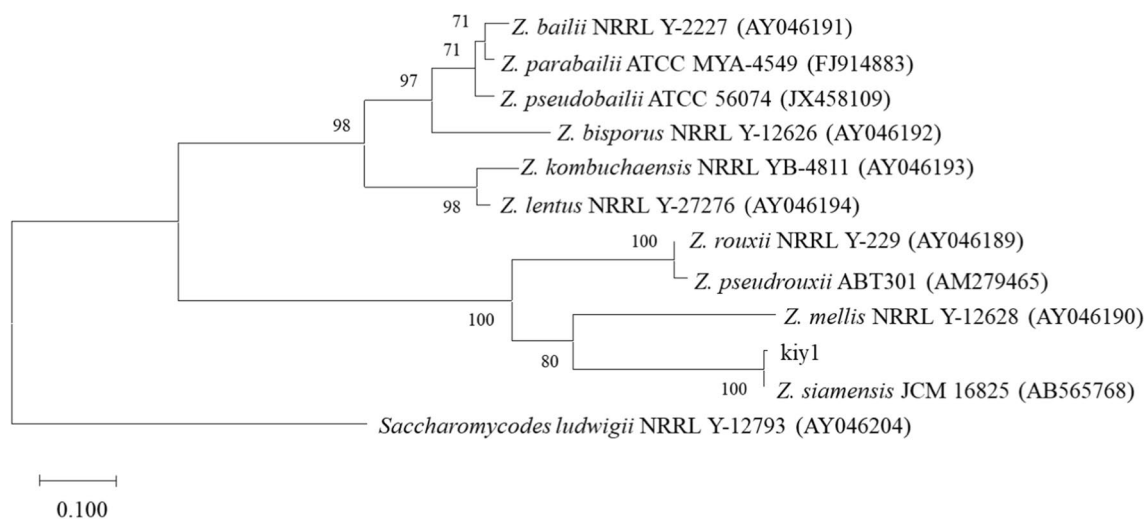 71
Z. bailii NRRL Y-2227 (AY046191)
71
Z. parabailii ATCC MYA-4549 (FJ914883)
97
Z. pseudobailii ATCC 56074 (JX458109)
98
Z. bisporus NRRL Y-12626 (AY046192)
Z. kombuchaensis NRRL YB-4811 (AY046193)
98
Z. lentus NRRL Y-27276 (AY046194)
100
Z. rouxii NRRL Y-229 (AY046189)
Z. pseudrouxii ABT301 (AM279465)
100
Z. mellis NRRL Y-12628 (AY046190)
80
kiy1
100
Z. siamensis JCM 16825 (AB565768)
Saccharomycodes ludwigii NRRL Y-12793 (AY046204)
0.100